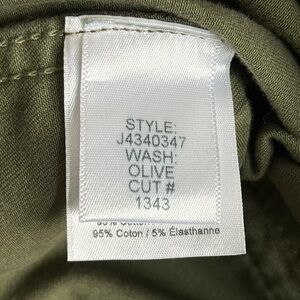 STYLE:
J4340347
WASH:
OLIVE
CUT #
1343
95% Coton / 5% Élasthanne